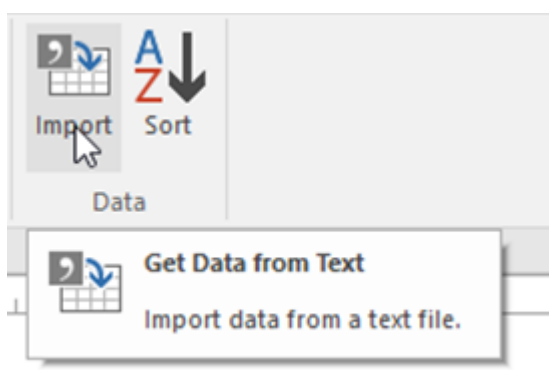 Import Sort
Data
Get Data from Text
Import data from a text file.